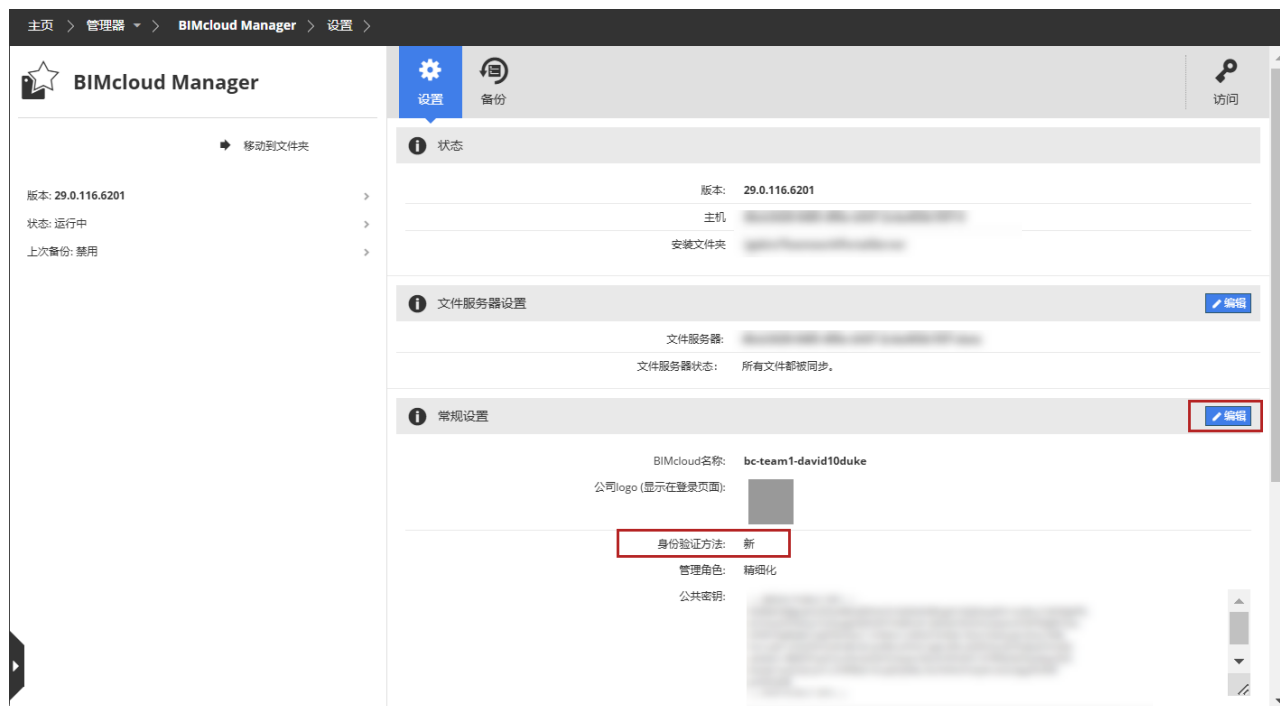 主页 > 管理器 > BIMcloud Manager > 设置 >
BIMcloud Manager
移动到文件夹
版本: 29.0.116.6201
状态: 运行中
上次备份: 禁用
设置
备份
访问
状态
版本: 29.0.116.6201
主机
安装文件夹
文件服务器设置
编辑
文件服务器:
文件服务器状态: 所有文件都被同步。
常规设置
编辑
BIMcloud名称: bc-team1-david10duke
公司logo (显示在登录页面):
身份验证方法: 新
管理角色: 精细化
公共密钥: